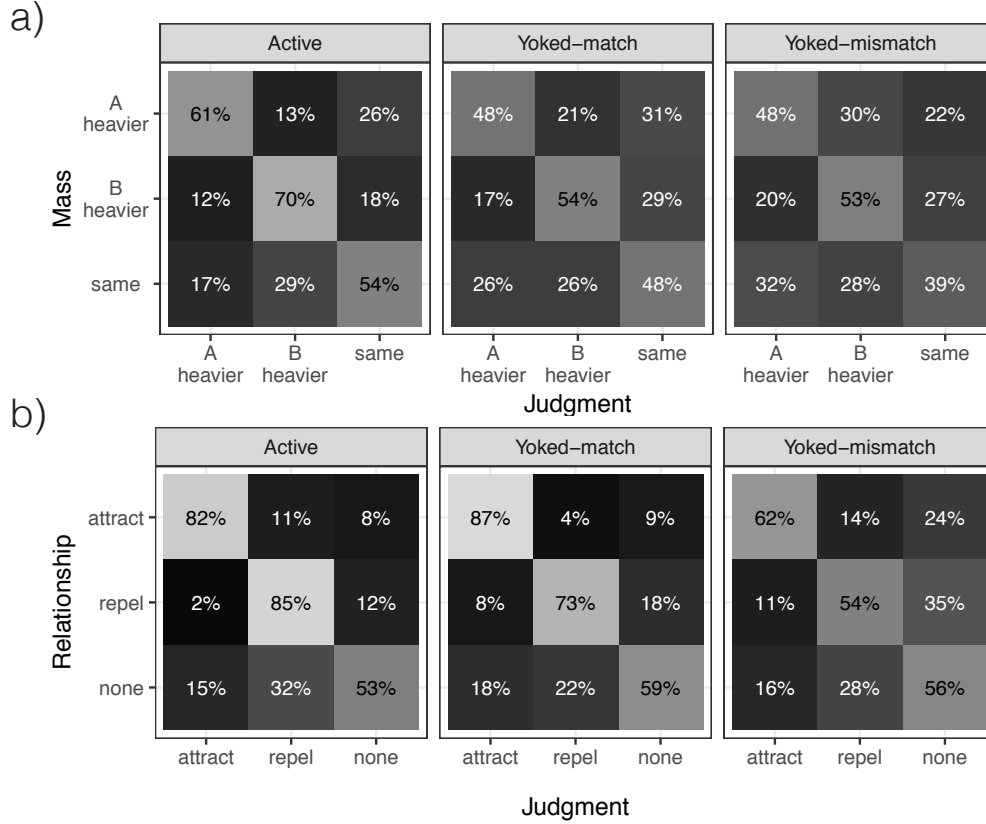 a)
Active Yoked−match Yoked−mismatch
A heavier 61% 13% 26% 48% 21% 31% 48% 30% 22%
B heavier 12% 70% 18% 17% 54% 29% 20% 53% 27%
same 17% 29% 54% 26% 26% 48% 32% 28% 39%
Mass
A heavier B heavier same A heavier B heavier same A heavier B heavier same
Judgment
b)
Active Yoked−match Yoked−mismatch
attract 82% 11% 8% 87% 4% 9% 62% 14% 24%
repel 2% 85% 12% 8% 73% 18% 11% 54% 35%
none 15% 32% 53% 18% 22% 59% 16% 28% 56%
Relationship
attract repel none attract repel none attract repel none
Judgment